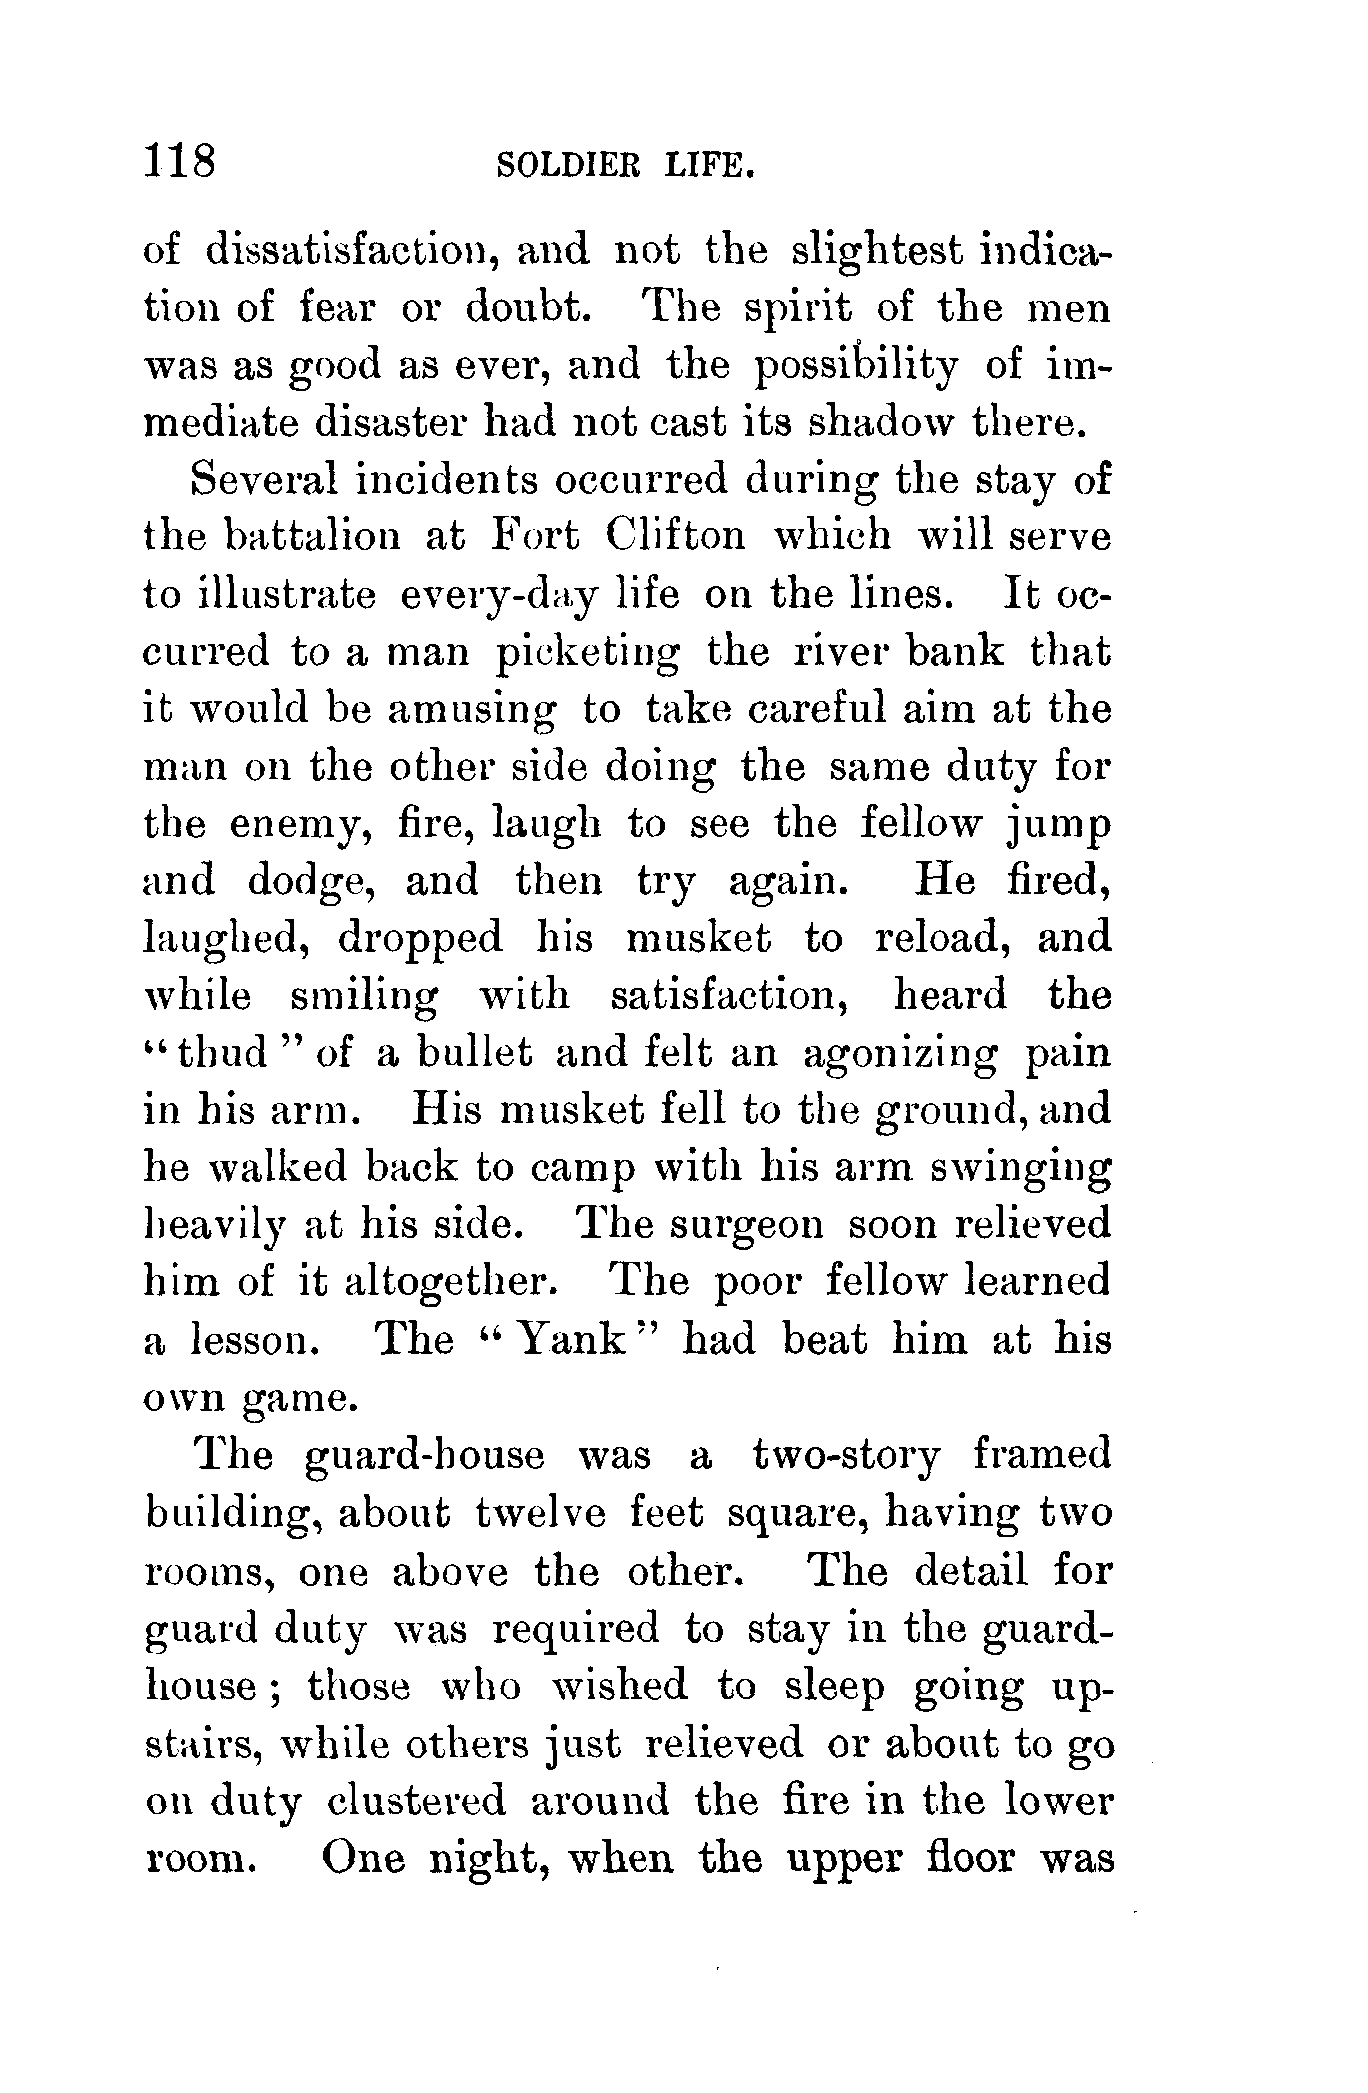 118 SOLDIER LIFE.
of dissatisfaction, and not the slightest indica-
tion of fear or doubt. The spirit of the men
was as good as ever, and the possibility of im-
mediate disaster had not cast its shadow there.
Several incidents occurred during the stay of
the battalion at Fort Clifton which will serve
to illustrate every-day life on the lines. It oc-
curred to a man picketing the river bank that
it would be amusing to take careful aim at the
man on the other side doing the same duty for
the enemy, fire, laugh to see the fellow jump
and dodge, and then try again. He fired,
laughed, dropped his musket to reload, and
while smiling with satisfaction, heard the
“thud” of a bullet and felt an agonizing pain
in his arm. His musket fell to the ground, and
he walked back to camp with his arm swinging
heavily at his side. The surgeon soon relieved
him of it altogether. The poor fellow learned
a lesson. The “Yank” had beat him at his
own game.
The guard-house was a two-story framed
building, about twelve feet square, having two
rooms, one above the other. The detail for
guard duty was required to stay in the guard-
house; those who wished to sleep going up-
stairs, while others just relieved or about to go
on duty clustered around the fire in the lower
room. One night, when the upper floor was